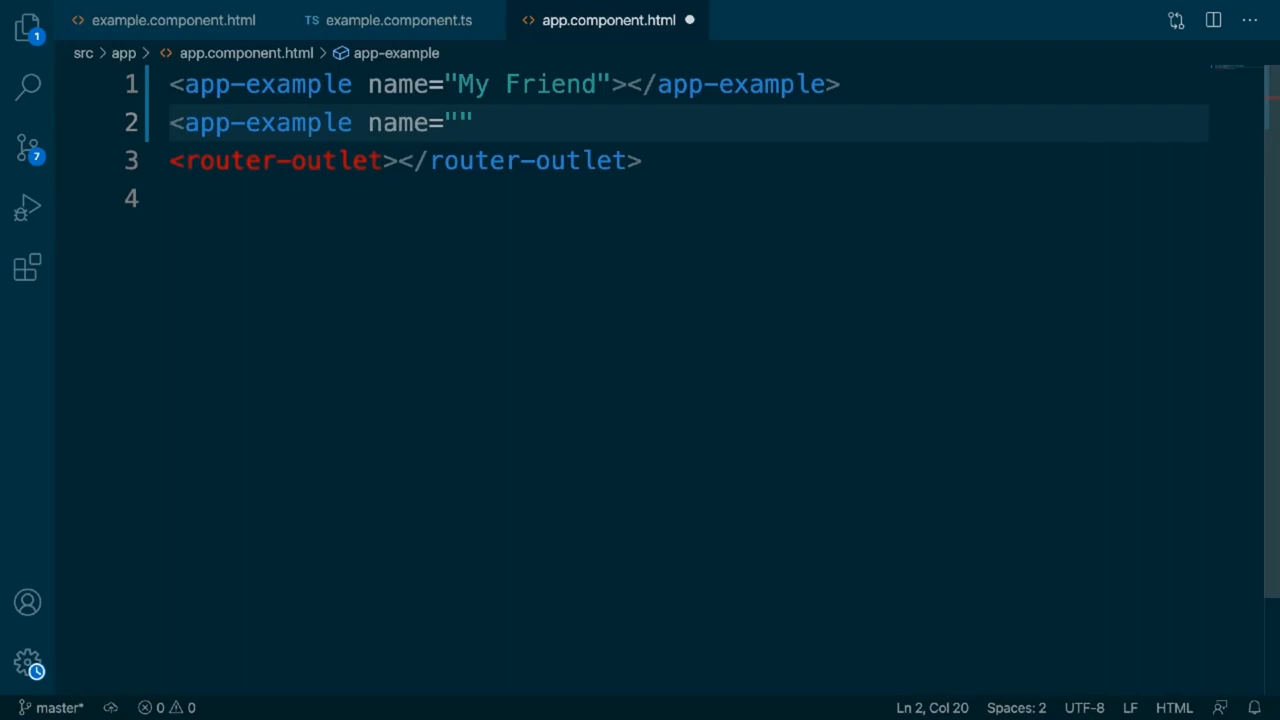 <> example.component.html TS example.component.ts <> app.component.html
1
src > app > <> app.component.html > app-example
1 <app-example name="My Friend"></app-example>
2 <app-example name=""
7
3 <router-outlet></router-outlet>
4
master* 0 0 Ln 2, Col 20 Spaces: 2 UTF-8 LF HTML